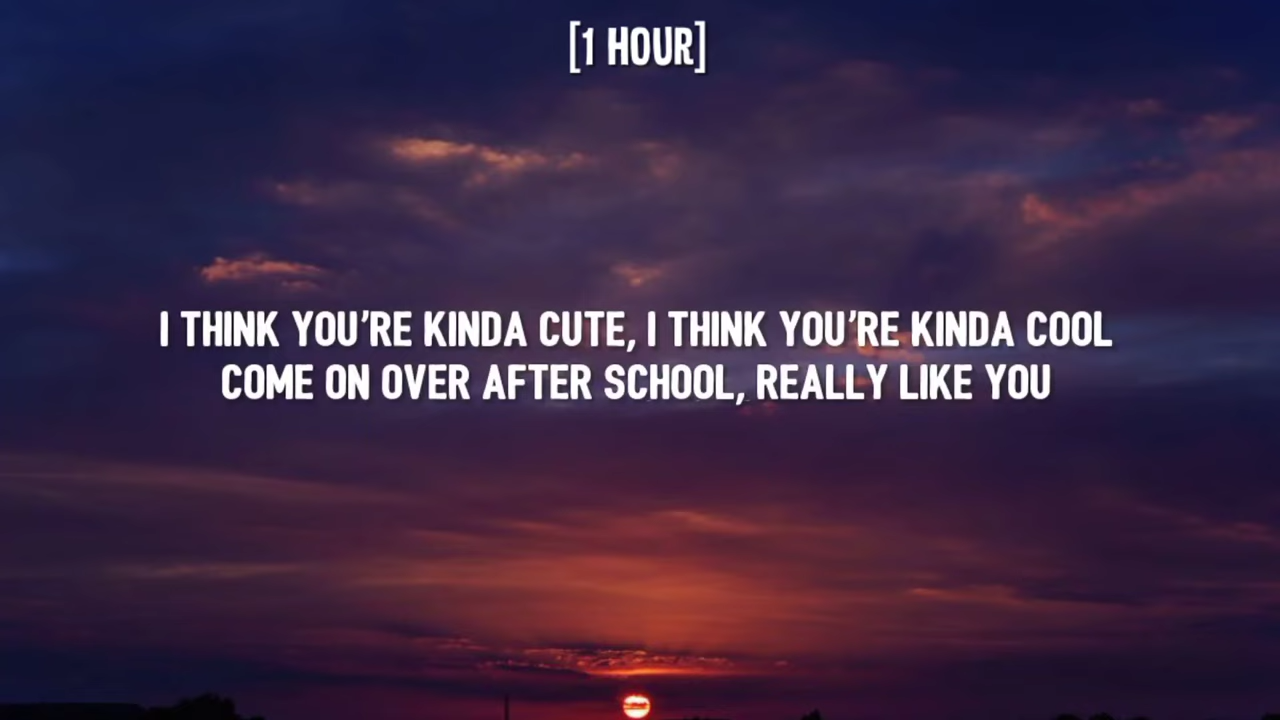 [1 HOUR]
I THINK YOU’RE KINDA CUTE, I THINK YOU’RE KINDA COOL
COME ON OVER AFTER SCHOOL, REALLY LIKE YOU